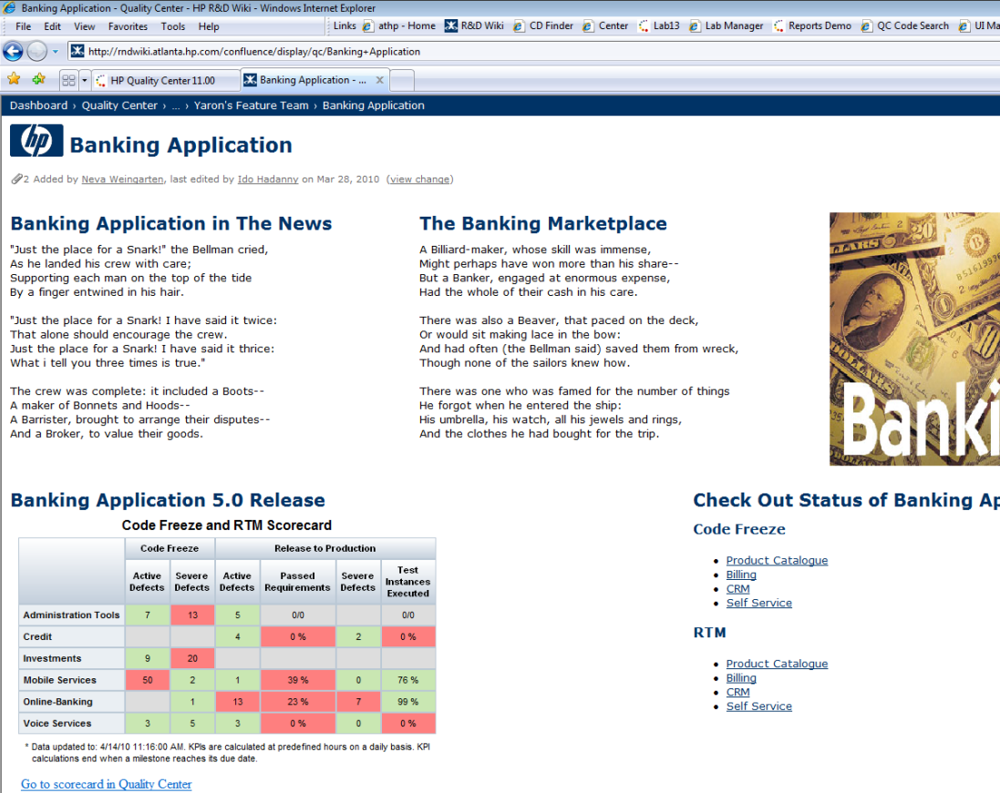 Banking Application - Quality Center - HP R&D Wiki - Windows Internet Explorer
File Edit View Favorites Tools Help Links athp - Home R&D Wiki CD Finder Center Lab13 Lab Manager Reports Demo QC Code Search UI Ma
http://rndwiki.atlanta.hp.com/confluence/display/qc/Banking+Application
HP Quality Center 11.00 Banking Application - ...
Dashboard › Quality Center › ... › Yaron's Feature Team › Banking Application
hp Banking Application
2 Added by Neva Weingarten, last edited by Ido Hadanny on Mar 28, 2010 (view change)
Banking Application in The News
"Just the place for a Snark!" the Bellman cried,
As he landed his crew with care;
Supporting each man on the top of the tide
By a finger entwined in his hair.
"Just the place for a Snark! I have said it twice:
That alone should encourage the crew.
Just the place for a Snark! I have said it thrice:
What i tell you three times is true."
The crew was complete: it included a Boots--
A maker of Bonnets and Hoods--
A Barrister, brought to arrange their disputes--
And a Broker, to value their goods.
The Banking Marketplace
A Billiard-maker, whose skill was immense,
Might perhaps have won more than his share--
But a Banker, engaged at enormous expense,
Had the whole of their cash in his care.
There was also a Beaver, that paced on the deck,
Or would sit making lace in the bow:
And had often (the Bellman said) saved them from wreck,
Though none of the sailors knew how.
There was one who was famed for the number of things
He forgot when he entered the ship:
His umbrella, his watch, all his jewels and rings,
And the clothes he had bought for the trip.
Banki
Banking Application 5.0 Release
Code Freeze and RTM Scorecard
Code Freeze Release to Production
Active Defects Severe Defects Active Defects Passed Requirements Severe Defects Test Instances Executed
Administration Tools 7 13 5 0/0 0/0
Credit 4 0 % 2 0 %
Investments 9 20
Mobile Services 50 2 1 39 % 0 76 %
Online-Banking 1 13 23 % 7 99 %
Voice Services 3 5 3 0 % 0 0 %
* Data updated to: 4/14/10 11:16:00 AM. KPIs are calculated at predefined hours on a daily basis. KPI
calculations end when a milestone reaches its due date.
Go to scorecard in Quality Center
Check Out Status of Banking Ap
Code Freeze
Product Catalogue
Billing
CRM
Self Service
RTM
Product Catalogue
Billing
CRM
Self Service